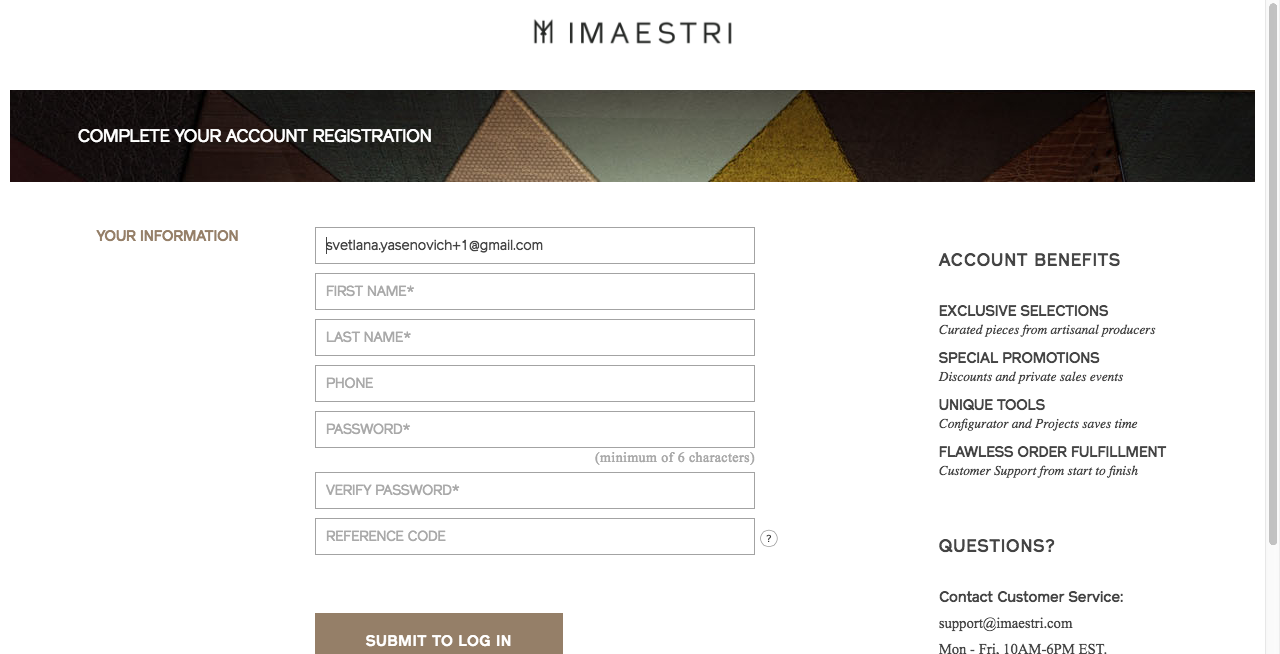 IMAESTRI
COMPLETE YOUR ACCOUNT REGISTRATION
YOUR INFORMATION
svetlana.yasenovich+1@gmail.com
FIRST NAME*
LAST NAME*
PHONE
PASSWORD*
(minimum of 6 characters)
VERIFY PASSWORD*
REFERENCE CODE
?
SUBMIT TO LOG IN
ACCOUNT BENEFITS
EXCLUSIVE SELECTIONS
Curated pieces from artisanal producers
SPECIAL PROMOTIONS
Discounts and private sales events
UNIQUE TOOLS
Configurator and Projects saves time
FLAWLESS ORDER FULFILLMENT
Customer Support from start to finish
QUESTIONS?
Contact Customer Service:
support@imaestri.com
Mon - Fri, 10AM-6PM EST.